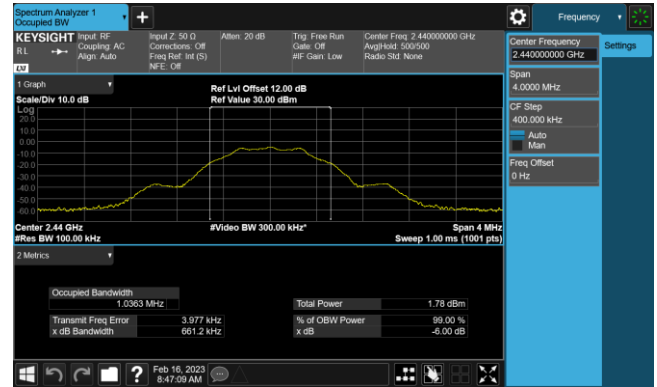 Spectrum Analyzer 1
Occupied BW
Frequency
KEYSIGHT Input: RF Input Z: 50 Ω Atten: 20 dB Trig: Free Run Center Freq: 2.440000000 GHz
RL Coupling: AC Corrections: Off Gate: Off Avg|Hold: 500/500
Align: Auto Freq Ref: Int (S) #IF Gain: Low Radio Std: None
NFE: Off
LXI
Center Frequency
2.440000000 GHz
Settings
Span
4.0000 MHz
CF Step
400.000 kHz
Auto
Man
Freq Offset
0 Hz
1 Graph
Ref Lvl Offset 12.00 dB
Scale/Div 10.0 dB Ref Value 30.00 dBm
Log
20.0
10.0
0.00
-10.0
-20.0
-30.0
-40.0
-50.0
-60.0
Center 2.44 GHz #Video BW 300.00 kHz* Span 4 MHz
#Res BW 100.00 kHz Sweep 1.00 ms (1001 pts)
2 Metrics
Occupied Bandwidth
1.0363 MHz Total Power 1.78 dBm
Transmit Freq Error 3.977 kHz % of OBW Power 99.00 %
x dB Bandwidth 661.2 kHz x dB -6.00 dB
? Feb 16, 2023
8:47:09 AM